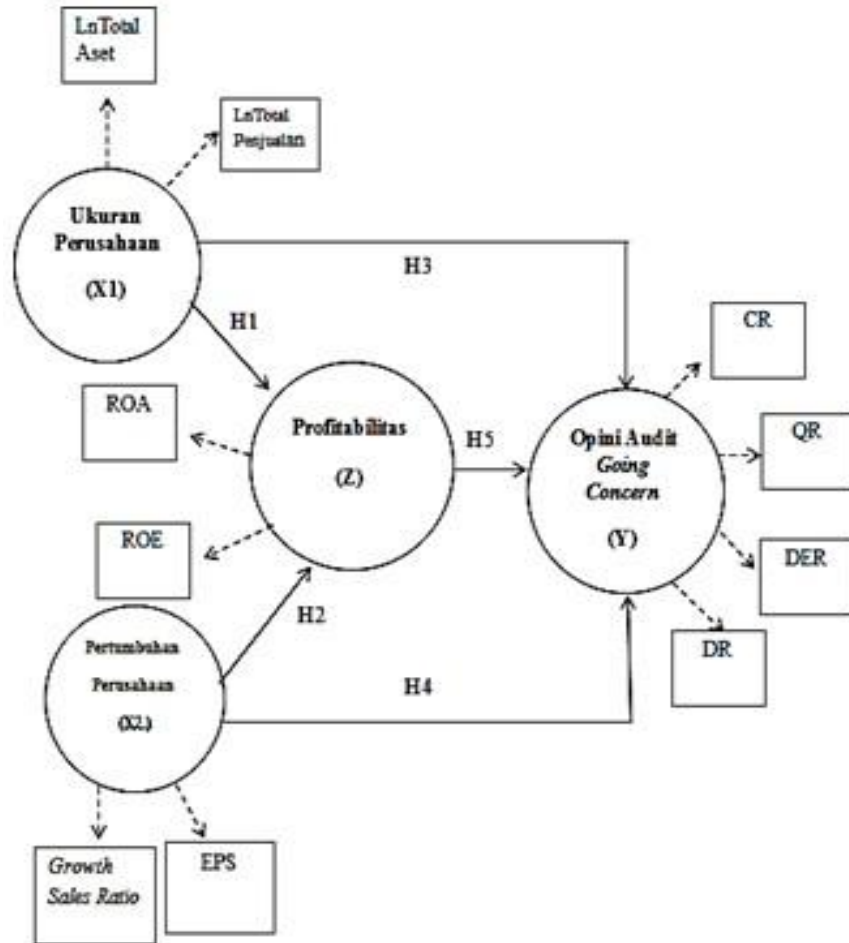 LnTotal
Aset
LnTotal
Penjualan
Ukuran
Perusahaan
(X1)
H3
H1
CR
ROA
Profitabilitas
(Z)
H5
Opini Audit
Going
Concern
(Y)
QR
ROE
DER
H2
DR
Pertumbuhan
Perusahaan
(X2)
H4
Growth
Sales Ratio
EPS